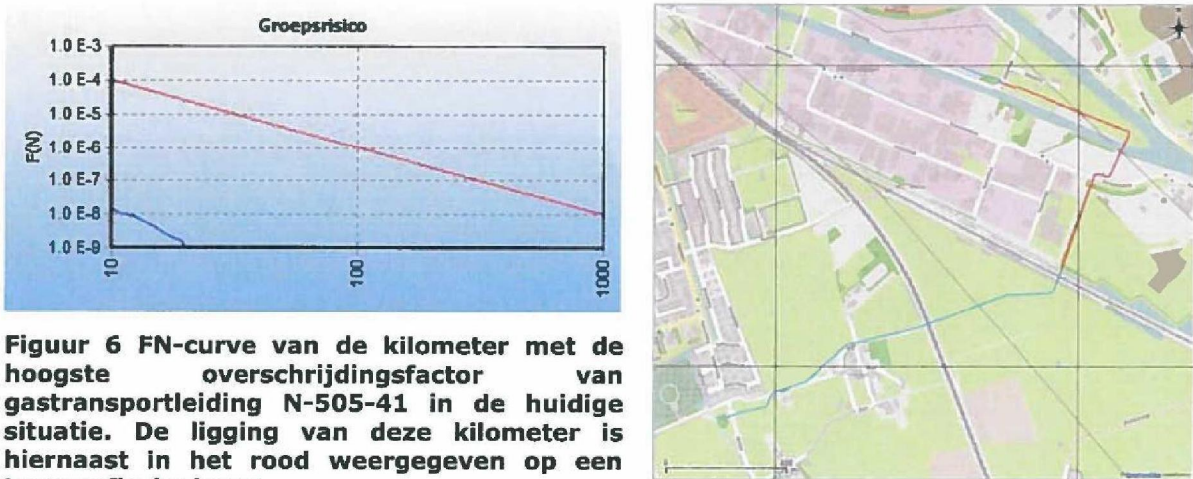 Groepsrisico
1.0 E-3
1.0 E-4
1.0 E-5
1.0 E-6
1.0 E-7
1.0 E-8
1.0 E-9
F(N)
10
100
1000
Figuur 6 FN-curve van de kilometer met de
hoogste overschrijdingsfactor van
gastransportleiding N-505-41 in de huidige
situatie. De ligging van deze kilometer is
hiernaast in het rood weergegeven op een